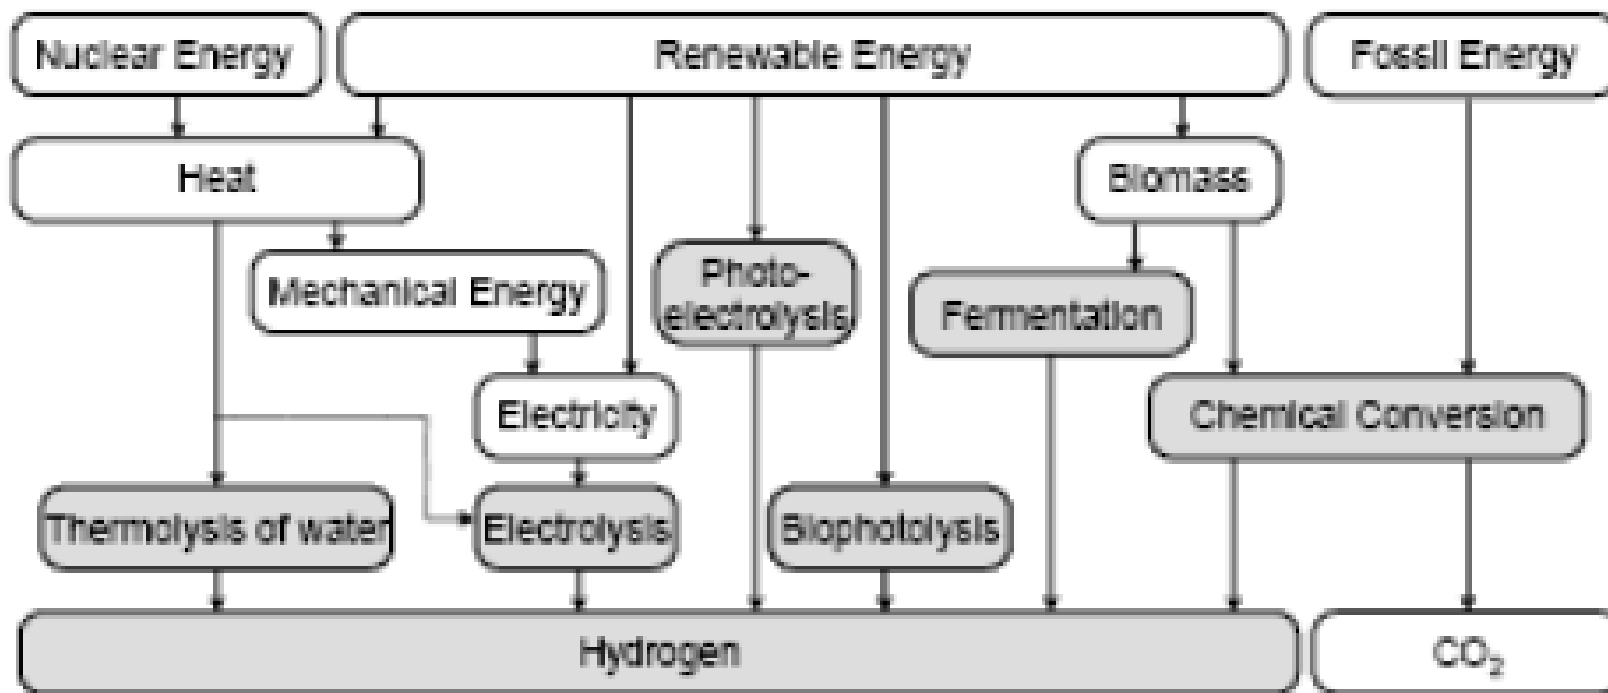 Nuclear Energy
Renewable Energy
Fossil Energy
Heat
Biomass
Mechanical Energy
Photo-
electrolysis
Fermentation
Electricity
Chemical Conversion
Thermolysis of water
Electrolysis
Biophotolysis
Hydrogen
CO₂